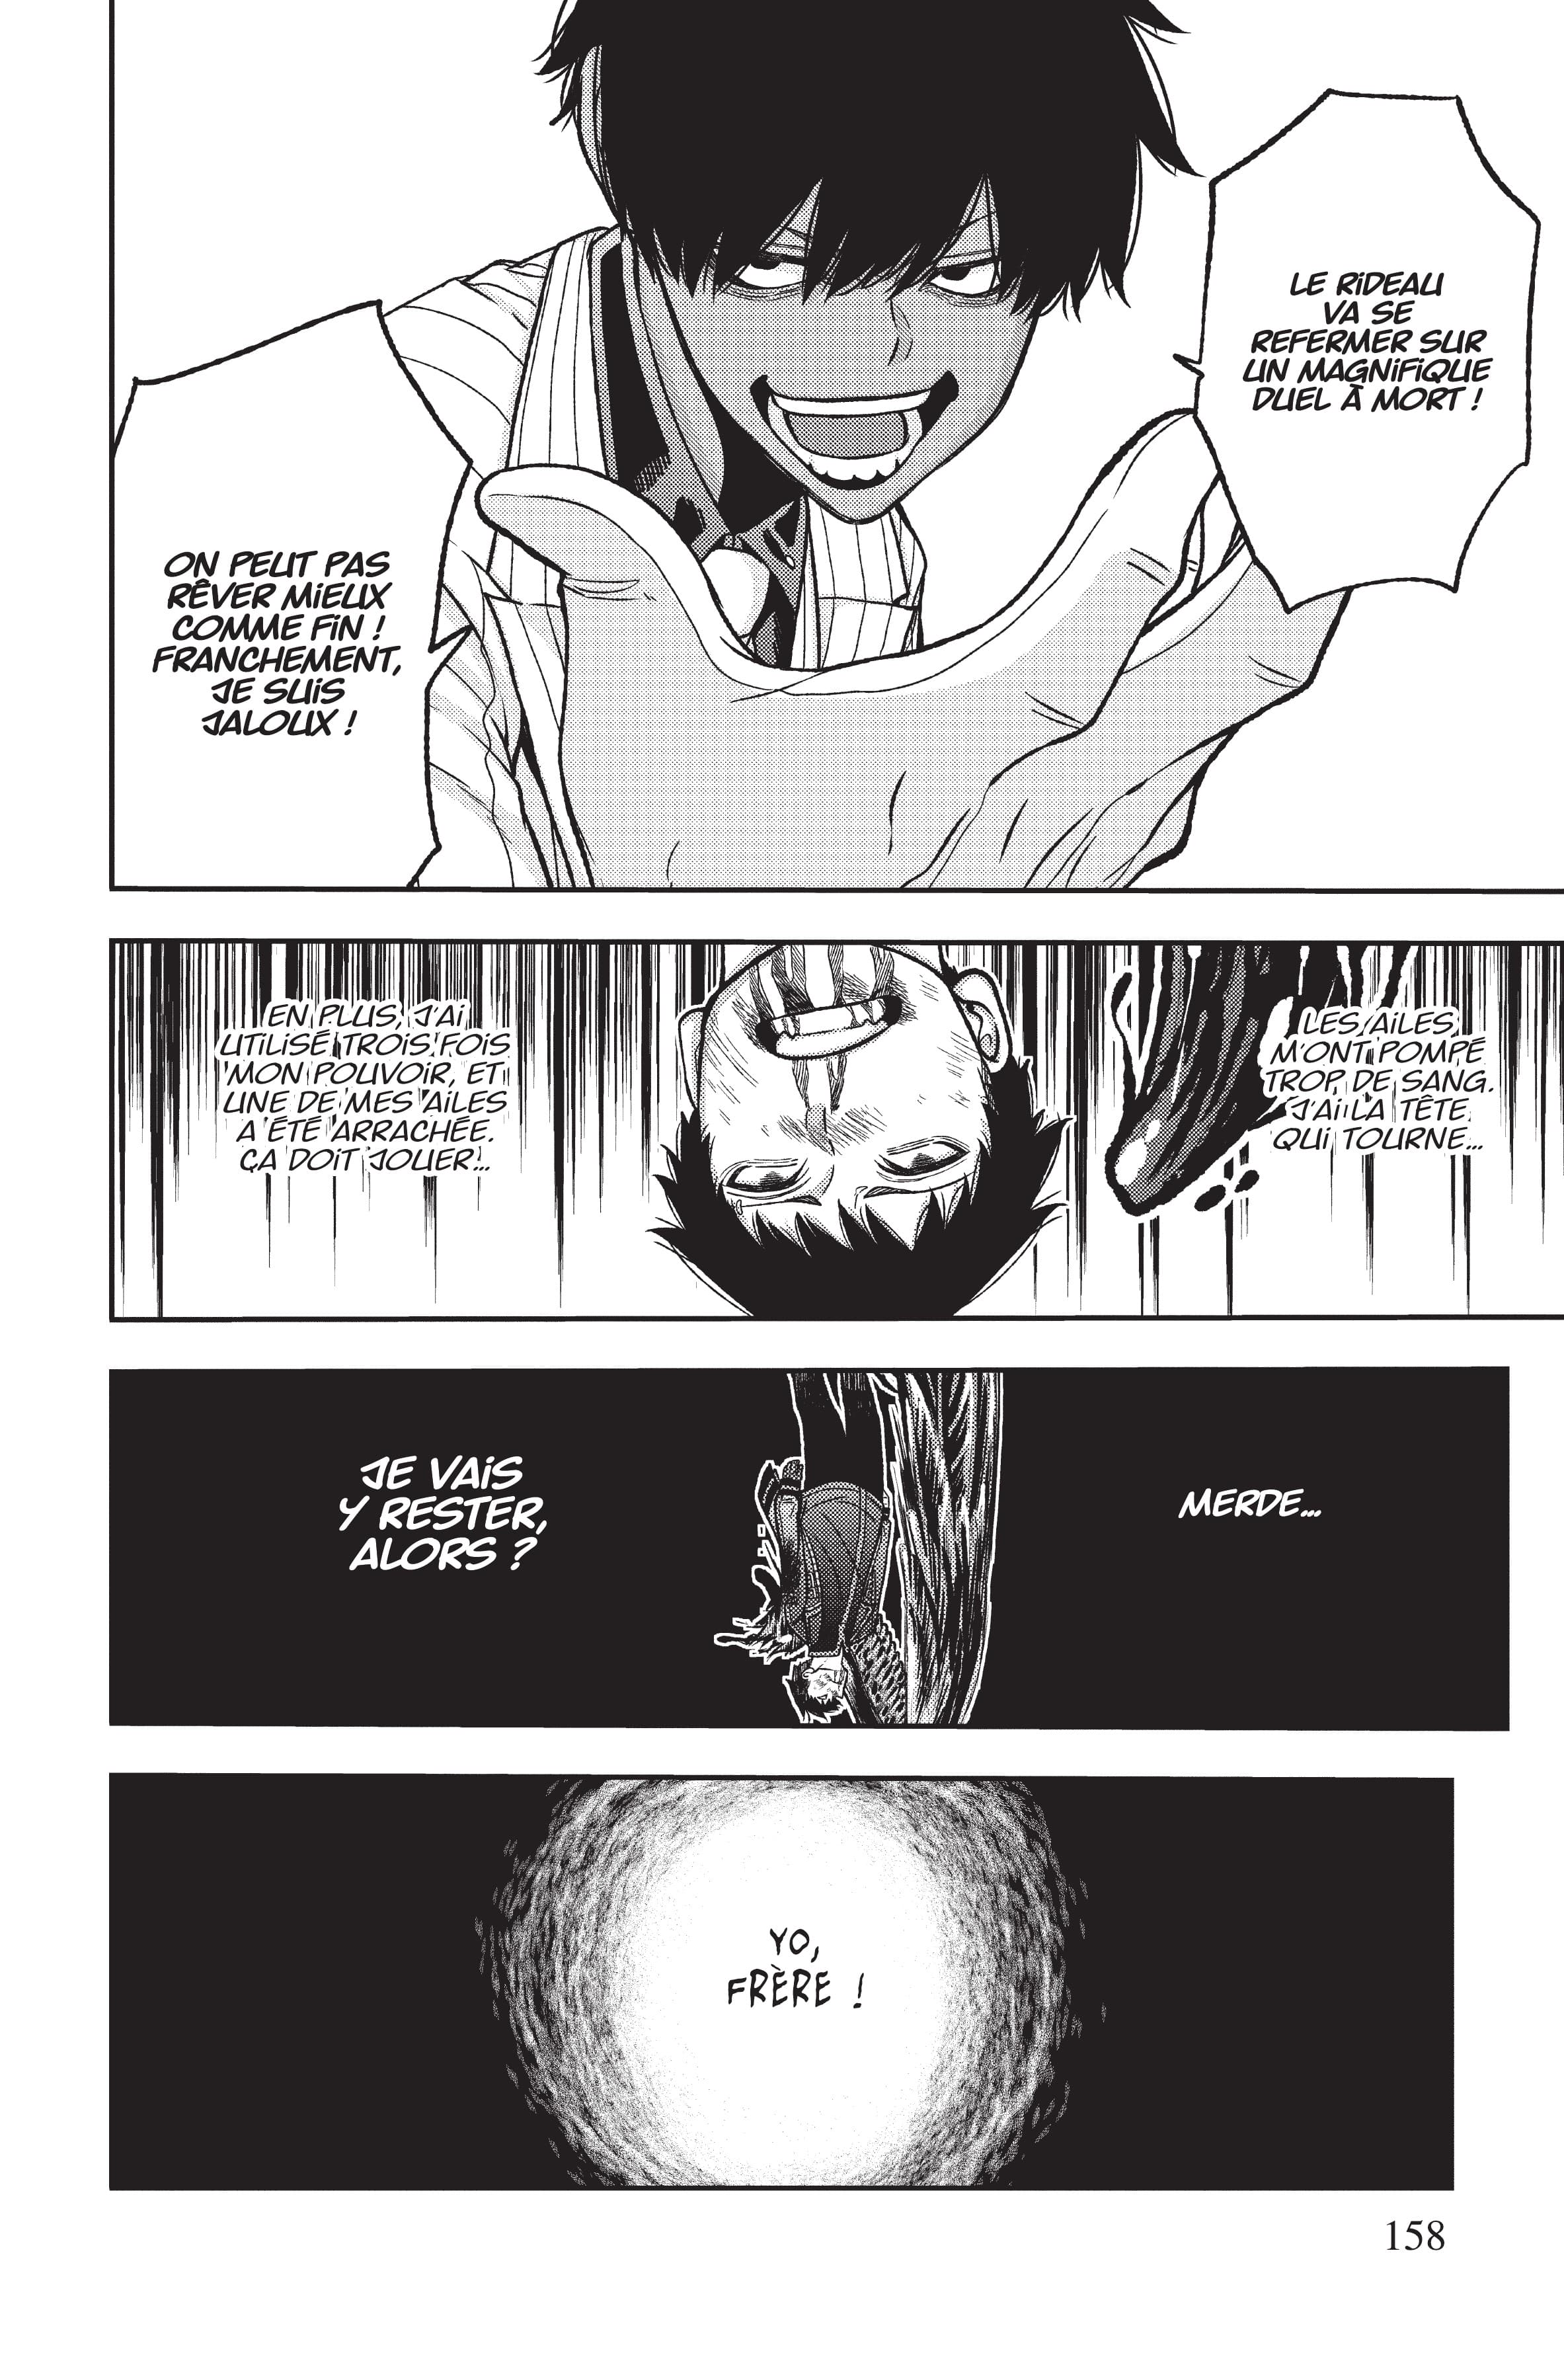 LE RIDEAU
VA SE
REFERMER SUR
UN MAGNIFIQUE
DUEL À MORT !
ON PEUT PAS
RÊVER MIEUX
COMME FIN !
FRANCHEMENT,
JE SUIS
JALOUX !
LES AILES
M'ONT POMPÉ
TROP DE SANG.
J'AI LA TÊTE
QUI TOURNE...
EN PLUS, J'AI
UTILISÉ TROIS FOIS
MON POUVOIR, ET
UNE DE MES AILES
A ÉTÉ ARRACHÉE.
ÇA DOIT JOUER...
MERDE...
JE VAIS
Y RESTER,
ALORS ?
YO,
FRÈRE !
158